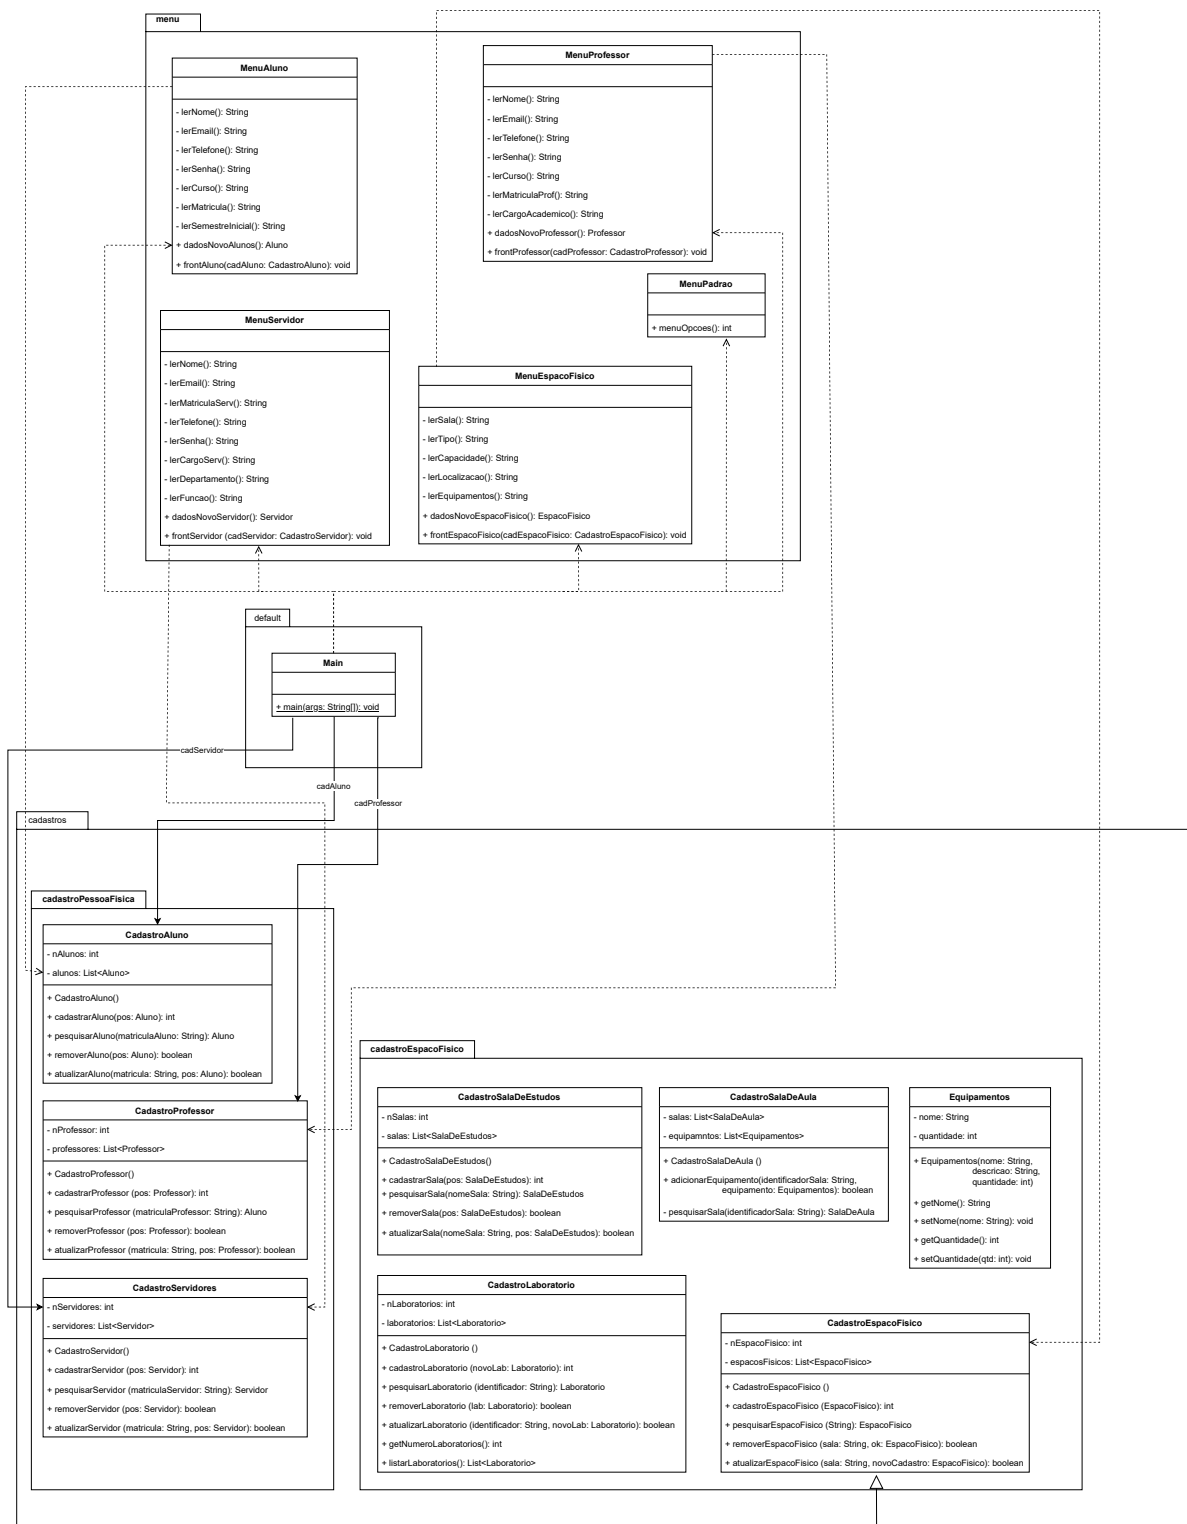 menu
MenuAluno
- lerNome(): String
- lerEmail(): String
- lerTelefone(): String
- lerSenha(): String
- lerCurso(): String
- lerMatricula(): String
- lerSemestreInicial(): String
+ dadosNovoAlunos(): Aluno
+ frontAluno(cadAluno: CadastroAluno): void
MenuProfessor
- lerNome(): String
- lerEmail(): String
- lerTelefone(): String
- lerSenha(): String
- lerCurso(): String
- lerMatriculaProf(): String
- lerCargoAcademico(): String
+ dadosNovoProfessor(): Professor
+ frontProfessor(cadProfessor: CadastroProfessor): void
MenuPadrao
+ menuOpcoes(): int
MenuServidor
- lerNome(): String
- lerEmail(): String
- lerMatriculaServ(): String
- lerTelefone(): String
- lerSenha(): String
- lerCargoServ(): String
- lerDepartamento(): String
- lerFuncao(): String
+ dadosNovoServidor(): Servidor
+ frontServidor (cadServidor: CadastroServidor): void
MenuEspacoFisico
- lerSala(): String
- lerTipo(): String
- lerCapacidade(): String
- lerLocalizacao(): String
- lerEquipamentos(): String
+ dadosNovoEspacoFisico(): EspacoFisico
+ frontEspacoFisico(cadEspacoFisico: CadastroEspacoFisico): void
default
Main
+ main(args: String[]): void
cadServidor
cadAluno
cadProfessor
cadastros
cadastroPessoaFisica
CadastroAluno
- nAlunos: int
- alunos: List<Aluno>
+ CadastroAluno()
+ cadastrarAluno(pos: Aluno): int
+ pesquisarAluno(matriculaAluno: String): Aluno
+ removerAluno(pos: Aluno): boolean
+ atualizarAluno(matricula: String, pos: Aluno): boolean
CadastroProfessor
- nProfessor: int
- professores: List<Professor>
+ CadastroProfessor()
+ cadastrarProfessor (pos: Professor): int
+ pesquisarProfessor (matriculaProfessor: String): Aluno
+ removerProfessor (pos: Professor): boolean
+ atualizarProfessor (matricula: String, pos: Professor): boolean
CadastroServidores
- nServidores: int
- servidores: List<Servidor>
+ CadastroServidor()
+ cadastrarServidor (pos: Servidor): int
+ pesquisarServidor (matriculaServidor: String): Servidor
+ removerServidor (pos: Servidor): boolean
+ atualizarServidor (matricula: String, pos: Servidor): boolean
cadastroEspacoFisico
CadastroSalaDeEstudos
- nSalas: int
- salas: List<SalaDeEstudos>
+ CadastroSalaDeEstudos()
+ cadastrarSala(pos: SalaDeEstudos): int
+ pesquisarSala(nomeSala: String): SalaDeEstudos
+ removerSala(pos: SalaDeEstudos): boolean
+ atualizarSala(nomeSala: String, pos: SalaDeEstudos): boolean
CadastroSalaDeAula
- salas: List<SalaDeAula>
- equipamntos: List<Equipamentos>
+ CadastroSalaDeAula ()
+ adicionarEquipamento(identificadorSala: String,
equipamento: Equipamentos): boolean
- pesquisarSala(identificadorSala: String): SalaDeAula
Equipamentos
- nome: String
- quantidade: int
+ Equipamentos(nome: String,
descricao: String,
quantidade: int)
+ getNome(): String
+ setNome(nome: String): void
+ getQuantidade(): int
+ setQuantidade(qtd: int): void
CadastroLaboratorio
- nLaboratorios: int
- laboratorios: List<Laboratorio>
+ CadastroLaboratorio ()
+ cadastroLaboratorio (novoLab: Laboratorio): int
+ pesquisarLaboratorio (identificador: String): Laboratorio
+ removerLaboratorio (lab: Laboratorio): boolean
+ atualizarLaboratorio (identificador: String, novoLab: Laboratorio): boolean
+ getNumeroLaboratorios(): int
+ listarLaboratorios(): List<Laboratorio>
CadastroEspacoFisico
- nEspacoFisico: int
- espacosFisicos: List<EspacoFisico>
+ CadastroEspacoFisico ()
+ cadastroEspacoFisico (EspacoFisico): int
+ pesquisarEspacoFisico (String): EspacoFisico
+ removerEspacoFisico (sala: String, ok: EspacoFisico): boolean
+ atualizarEspacoFisico (sala: String, novoCadastro: EspacoFisico): boolean